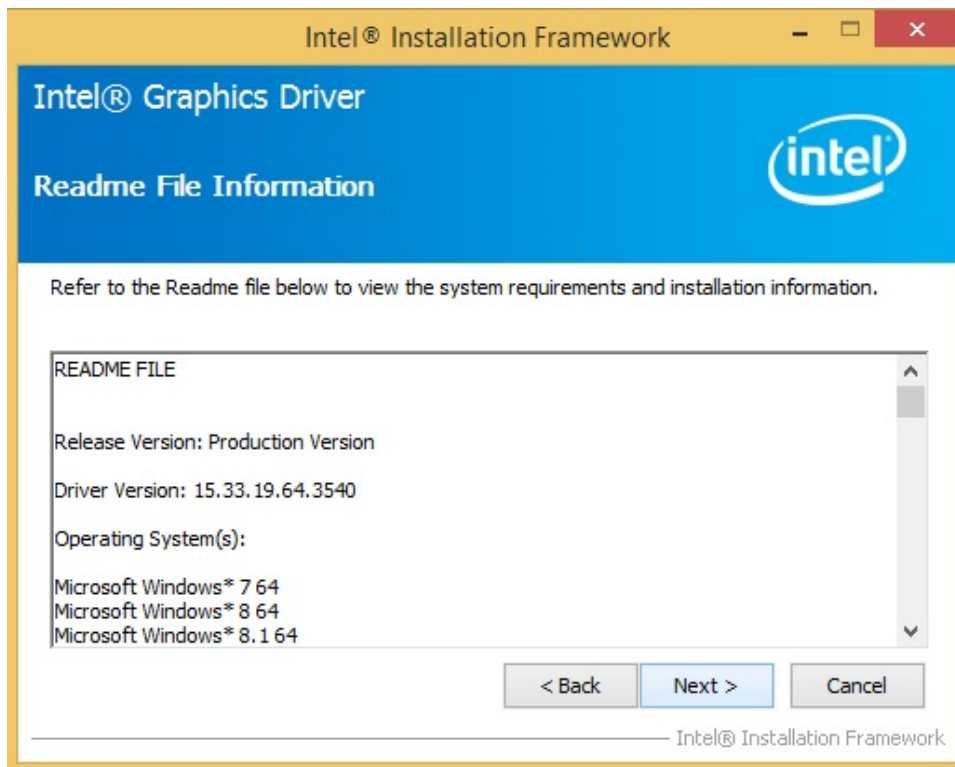 Intel® Installation Framework
Intel® Graphics Driver
intel
Readme File Information
Refer to the Readme file below to view the system requirements and installation information.
README FILE
Release Version: Production Version
Driver Version: 15.33.19.64.3540
Operating System(s):
Microsoft Windows* 7 64
Microsoft Windows* 8 64
Microsoft Windows* 8.1 64
< Back Next > Cancel
Intel® Installation Framework